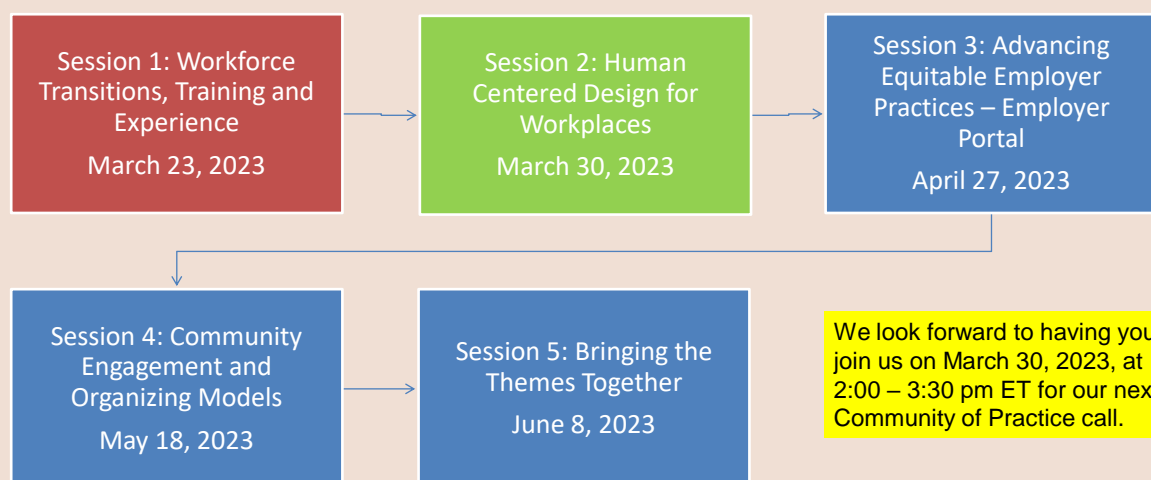 Session 1: Workforce
Transitions, Training and
Experience
March 23, 2023
Session 2: Human
Centered Design for
Workplaces
March 30, 2023
Session 3: Advancing
Equitable Employer
Practices – Employer
Portal
April 27, 2023
Session 4: Community
Engagement and
Organizing Models
May 18, 2023
Session 5: Bringing the
Themes Together
June 8, 2023
We look forward to having you
join us on March 30, 2023, at
2:00 – 3:30 pm ET for our nex
Community of Practice call.